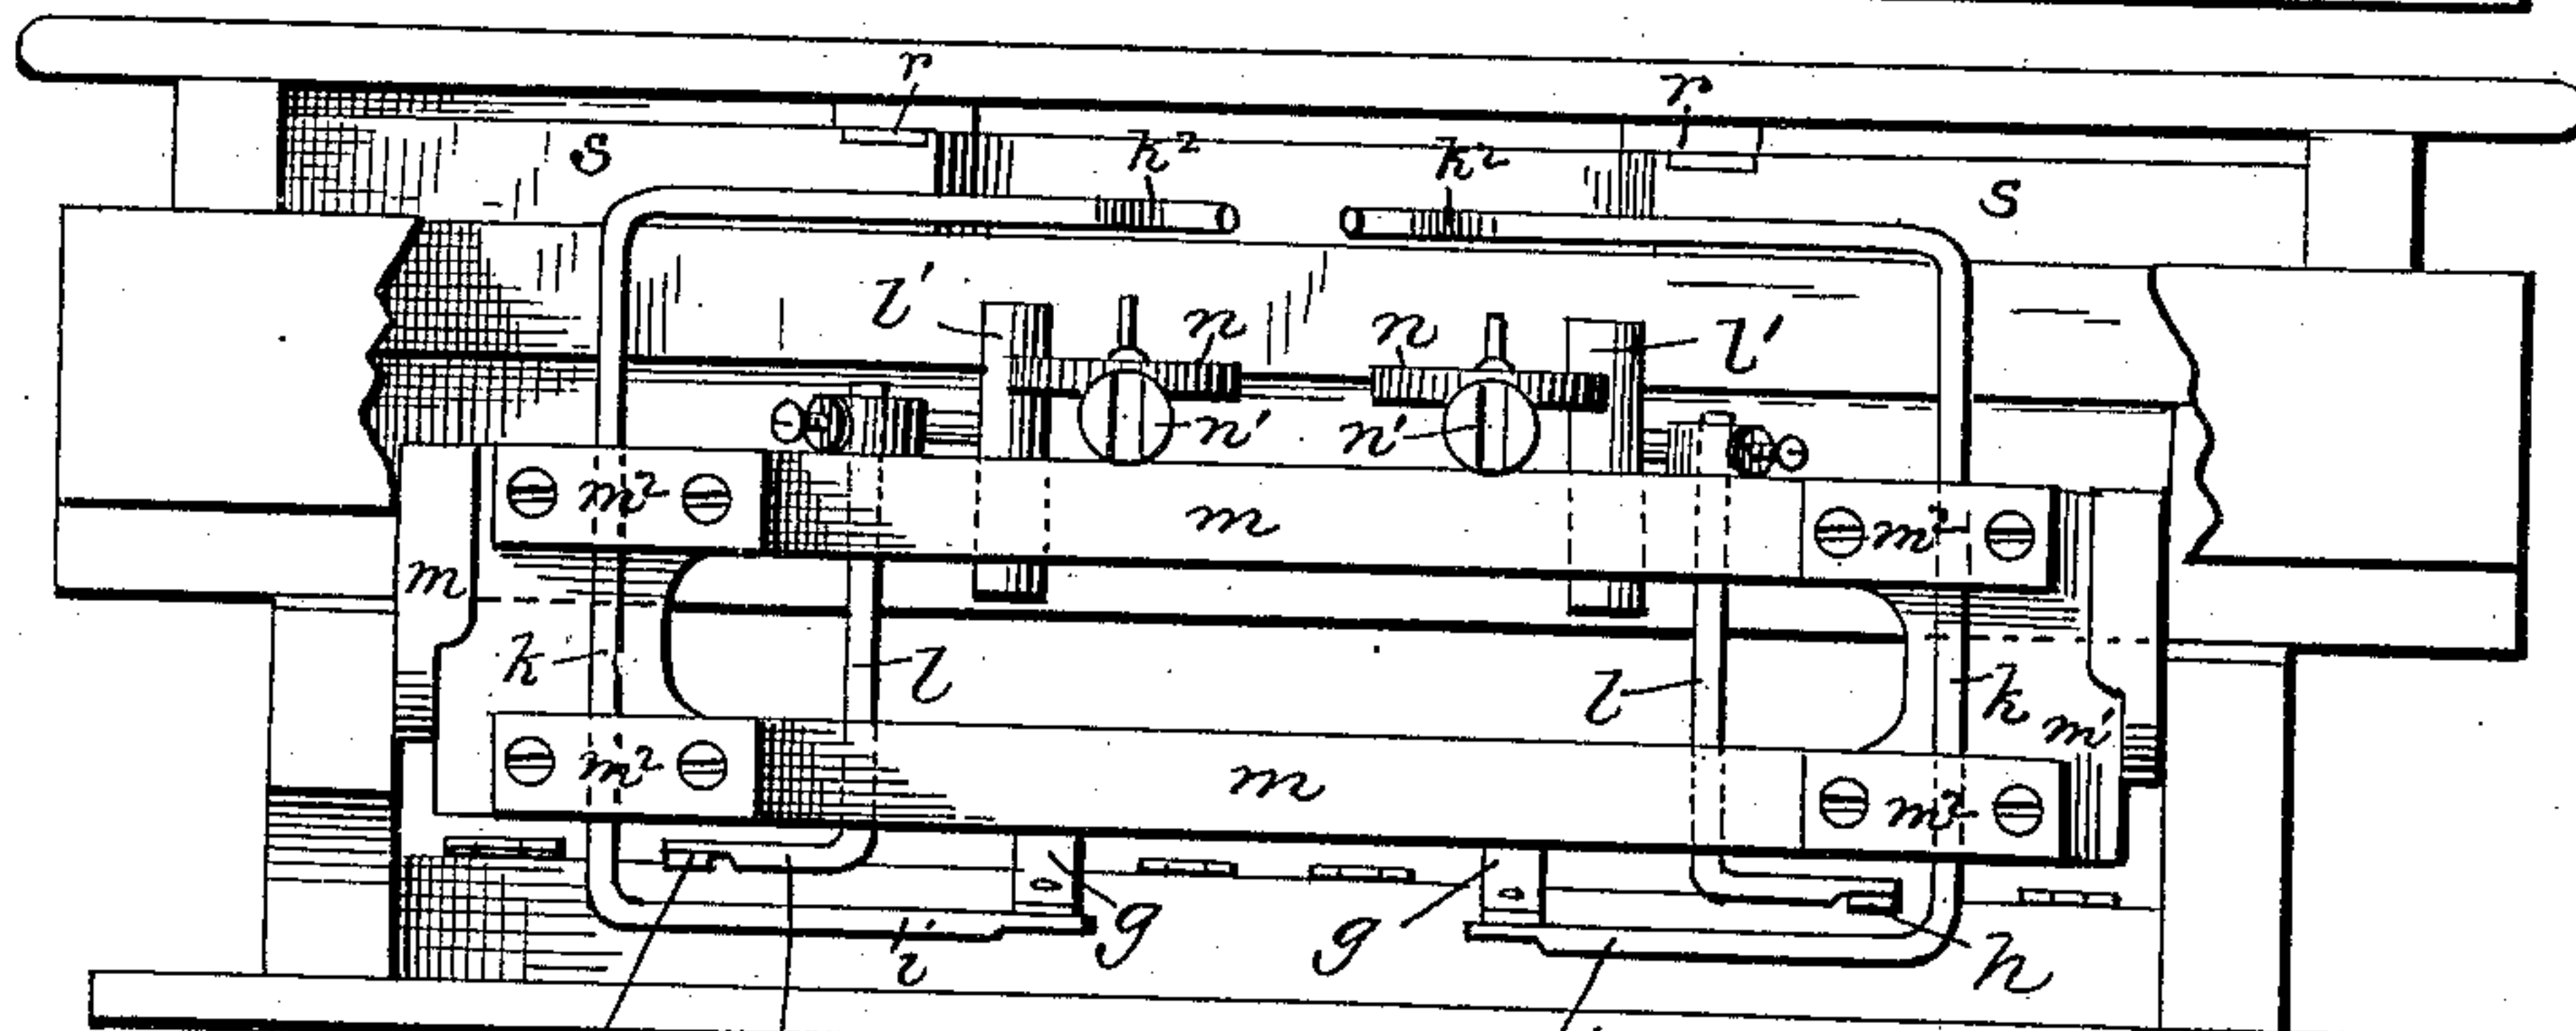 r r
s k² k² s
l' n n l'
n' n'
m² m m²
m
k l l k
m'
m² m m²
i g g h